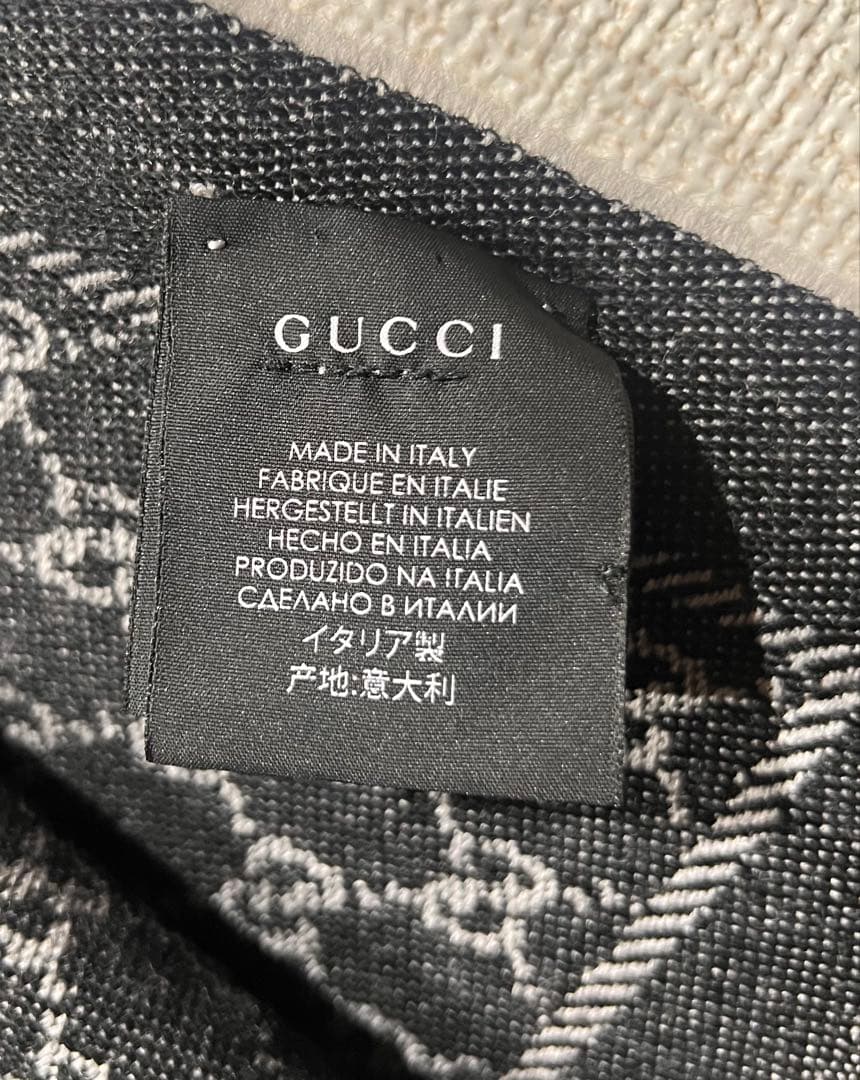 GUCCI
MADE IN ITALY
FABRIQUE EN ITALIE
HERGESTELLT IN ITALIEN
HECHO EN ITALIA
PRODUZIDO NA ITALIA
СДЕЛАНО В ИТАЛИИ
イタリア製
产地:意大利